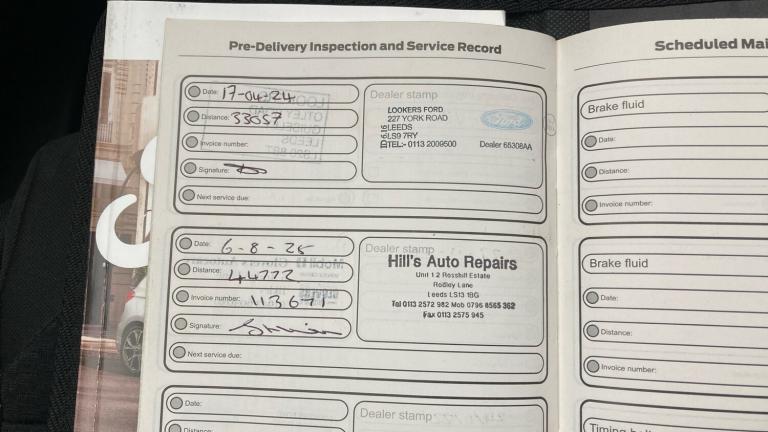 Pre-Delivery Inspection and Service Record
Date: 17-04-24
Distance: 33057
Invoice number:
Signature:
Next service due:
Dealer stamp
LOOKERS FORD
227 YORK ROAD
LEEDS
LS9 7RY
TEL:- 0113 2009500 Dealer 65308AA
Ford
Date: 6-8-25
Distance: 44772
Invoice number: 113671
Signature:
Next service due:
Dealer stamp
Hill's Auto Repairs
Unit 1 2 Rosshill Estate
Rodley Lane
Leeds LS13 1BG
Tel 0113 2572 982 Mob 0796 8565 362
Fax 0113 2575 945
Date:
Distance:
Dealer stamp
Scheduled Mai
Brake fluid
Date:
Distance:
Invoice number:
Brake fluid
Date:
Distance:
Invoice number:
Timing bel